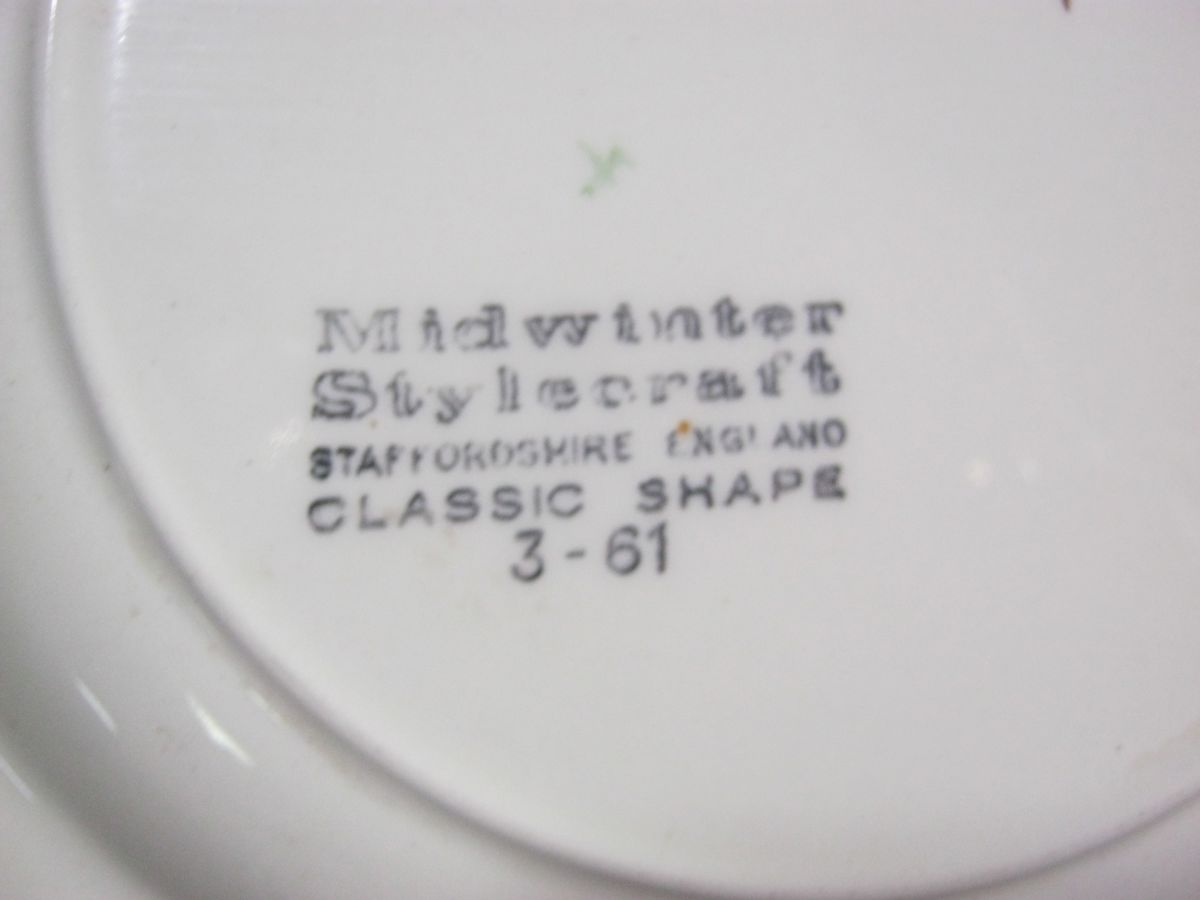 Midwinter
Stylecraft
STAFFORDSHIRE ENGLAND
CLASSIC SHAPE
3-61